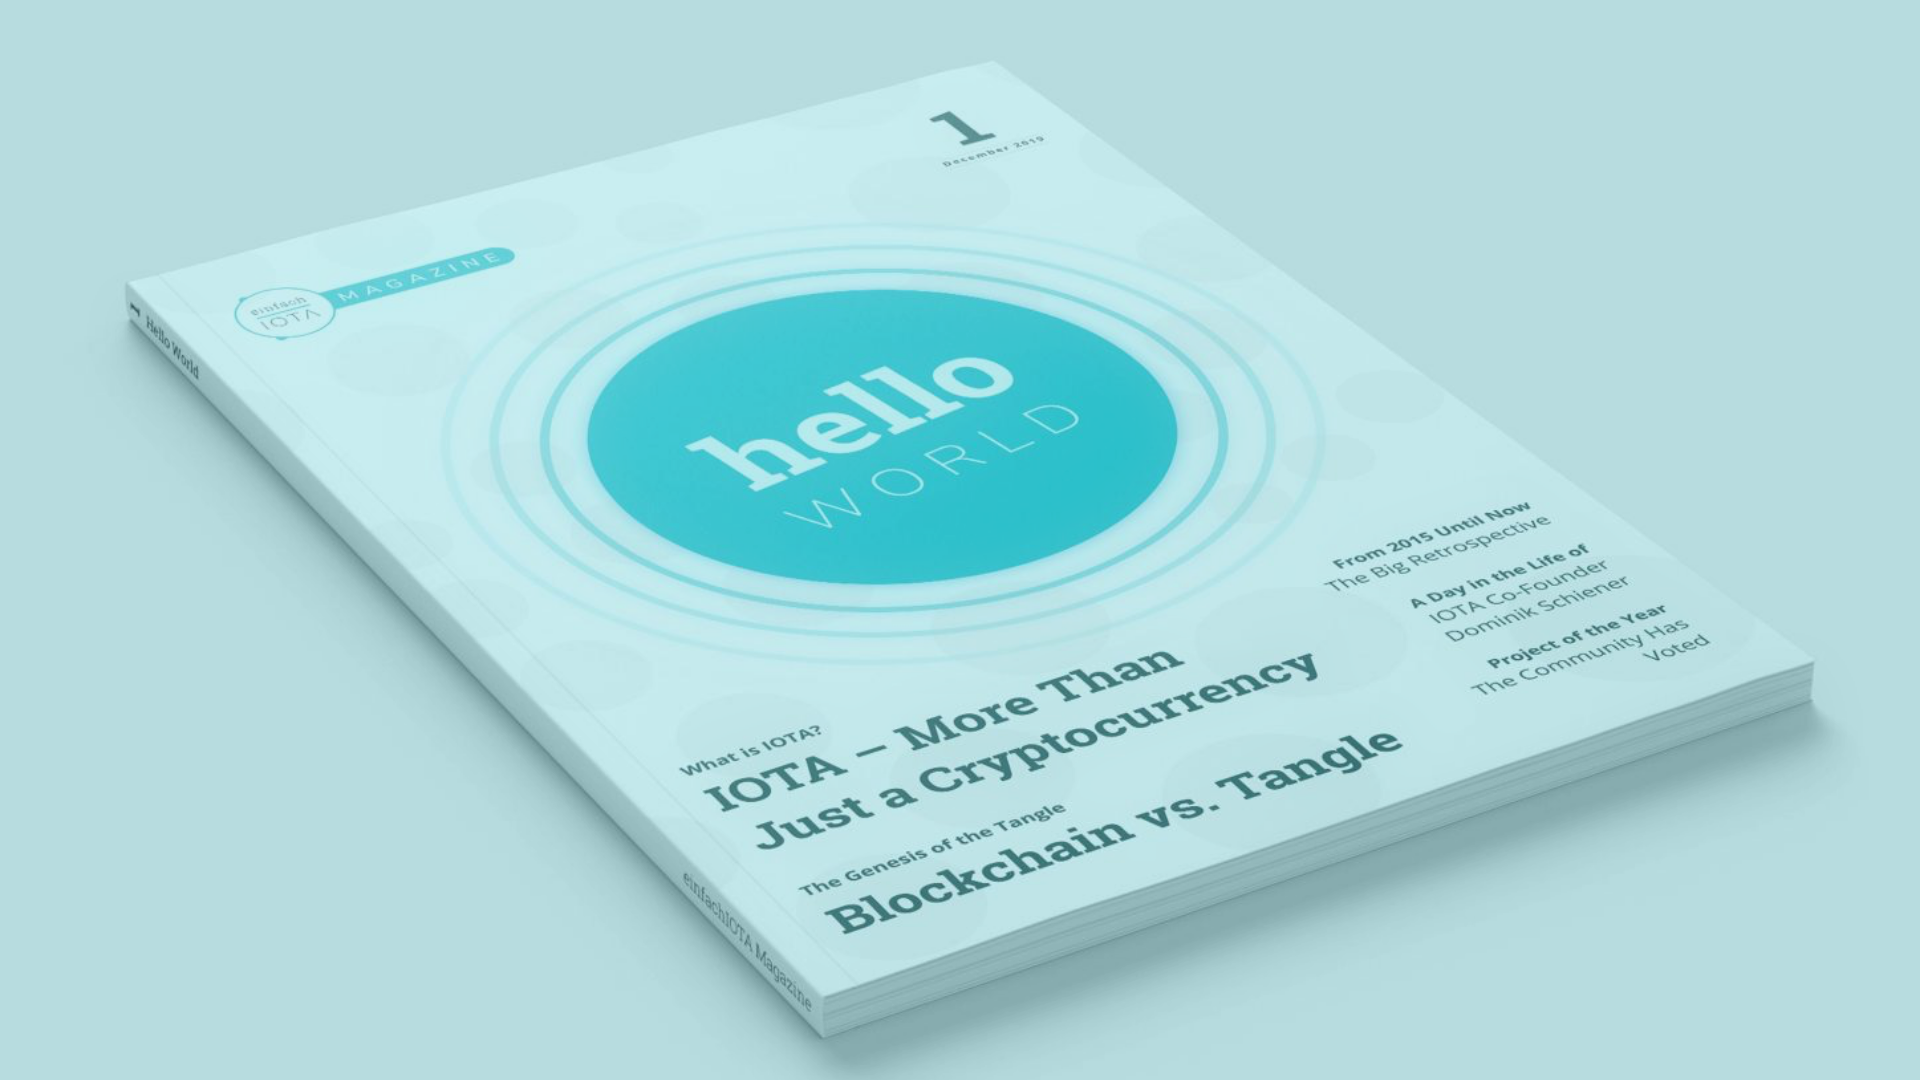 1
December 2019
einfach
IOTA
MAGAZINE
1 Hello World
hello
WORLD
From 2015 Until Now
The Big Retrospective
A Day in the Life of
IOTA Co-Founder
Dominik Schiener
Project of the Year
The Community Has
Voted
What is IOTA?
IOTA – More Than
Just a Cryptocurrency
The Genesis of the Tangle
Blockchain vs. Tangle
einfachIOTA Magazine